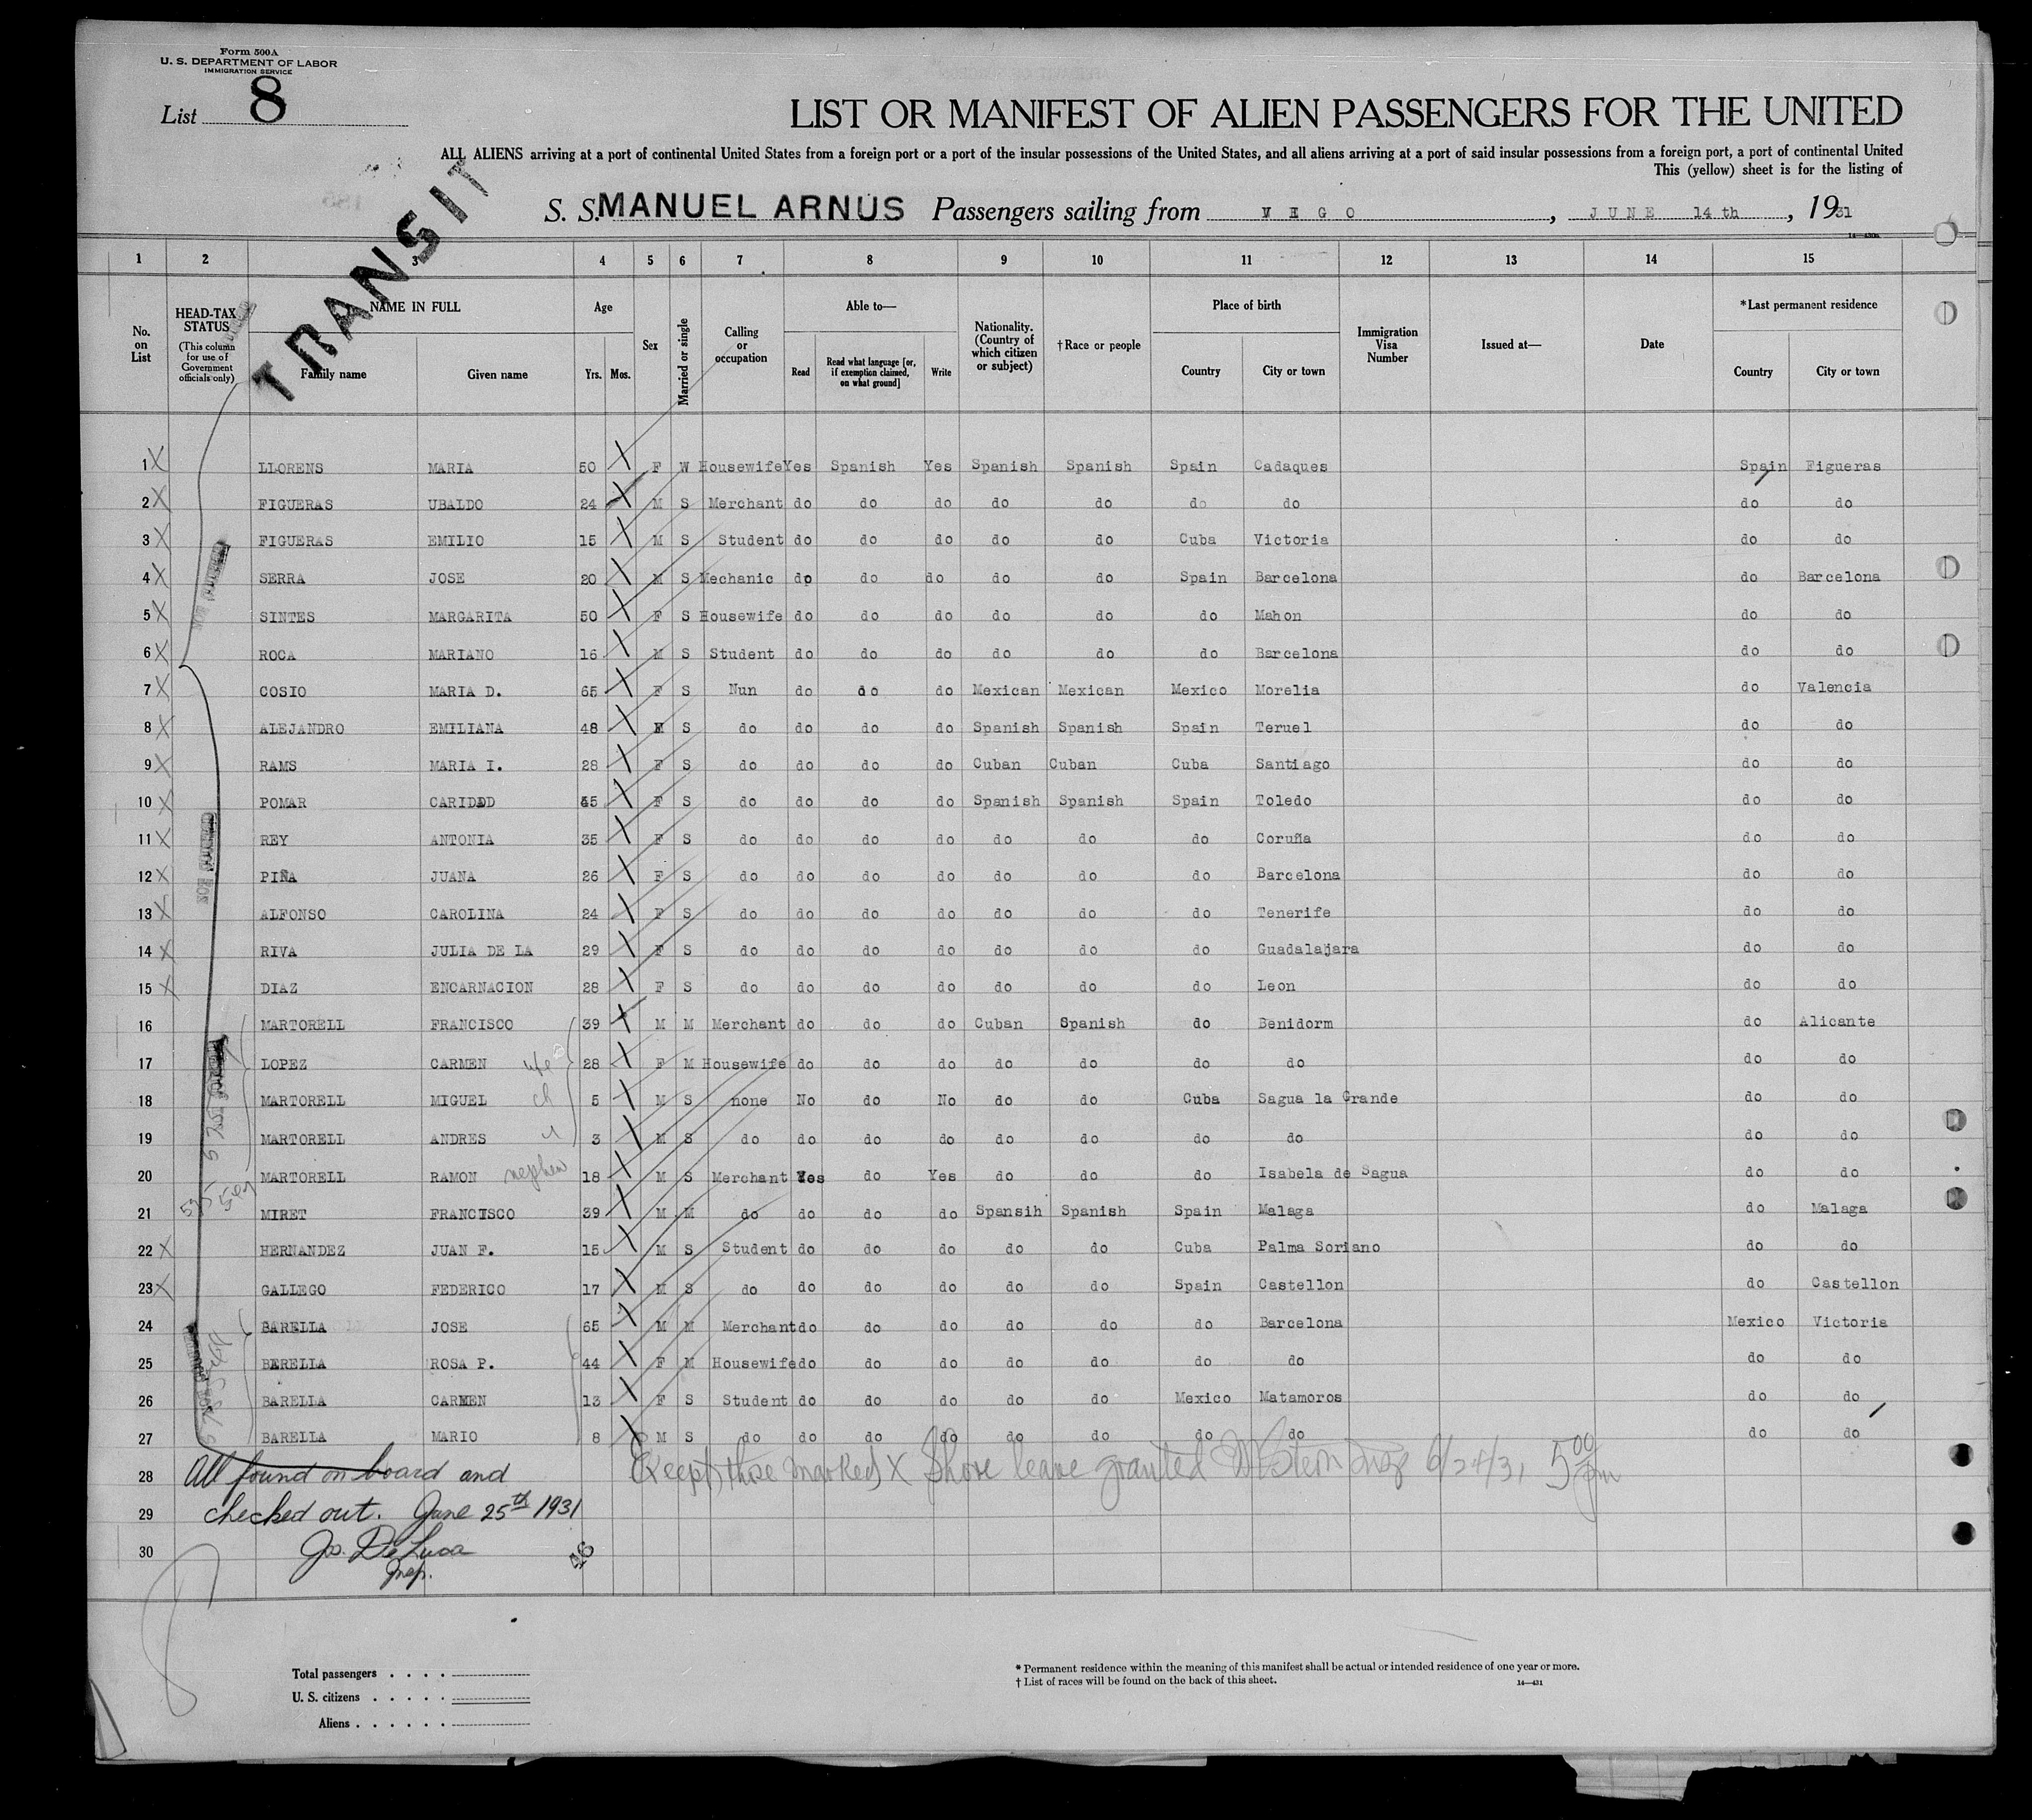 Form 500A
U. S. DEPARTMENT OF LABOR
IMMIGRATION SERVICE
List 8
LIST OR MANIFEST OF ALIEN PASSENGERS FOR THE UNITED
ALL ALIENS arriving at a port of continental United States from a foreign port or a port of the insular possessions of the United States, and all aliens arriving at a port of said insular possessions from a foreign port, a port of continental United
This (yellow) sheet is for the listing of
TRANSIT
S. S. MANUEL ARNUS Passengers sailing from VIGO, JUNE 14th, 1931
1 2 3 4 5 6 7 8 9 10 11 12 13 14 15
No. on List
HEAD-TAX STATUS (This column for use of Government officials only)
NAME IN FULL Family name Given name
Age Yrs. Mos.
Sex
Married or single
Calling or occupation
Able to— Read Read what language [or, if exemption claimed, on what ground] Write
Nationality. (Country of which citizen or subject)
†Race or people
Place of birth Country City or town
Immigration Visa Number
Issued at—
Date
*Last permanent residence Country City or town
1 X LLORENS MARIA 50 X F W Housewife Yes Spanish Yes Spanish Spanish Spain Cadaques Spain Figueras
2 X FIGUERAS UBALDO 24 X M S Merchant do do do do do do do do do
3 X FIGUERAS EMILIO 15 X M S Student do do do do do Cuba Victoria do do
4 X SERRA JOSE 20 X M S Mechanic do do do do do Spain Barcelona do Barcelona
5 X SINTES MARGARITA 50 X F S Housewife do do do do do do Mahon do do
6 X ROCA MARIANO 16 X M S Student do do do do do do Barcelona do do
7 X COSIO MARIA D. 65 X F S Nun do do do Mexican Mexican Mexico Morelia do Valencia
8 X ALEJANDRO EMILIANA 48 X F S do do do do Spanish Spanish Spain Teruel do do
9 X RAMS MARIA I. 28 X F S do do do do Cuban Cuban Cuba Santiago do do
10 X POMAR CARIDDD 45 X F S do do do do Spanish Spanish Spain Toledo do do
11 X REY ANTONIA 35 X F S do do do do do do do Coruña do do
12 X PIÑA JUANA 26 X F S do do do do do do do Barcelona do do
13 X ALFONSO CAROLINA 24 X F S do do do do do do do Tenerife do do
14 X RIVA JULIA DE LA 29 X F S do do do do do do do Guadalajara do do
15 X DIAZ ENCARNACION 28 X F S do do do do do do do Leon do do
16 MARTORELL FRANCISCO 39 X M M Merchant do do do Cuban Spanish do Benidorm do Alicante
17 LOPEZ CARMEN wfe 28 X F M Housewife do do do do do do do do do
18 MARTORELL MIGUEL ch 5 X M S none No do No do do Cuba Sagua la Grande do do
19 MARTORELL ANDRES 3 X M S do do do do do do do do do do
20 MARTORELL RAMON nephew 18 X M S Merchant Yes do Yes do do do Isabela de Sagua do do
21 MIRET FRANCISCO 39 X M M do do do do Spansih Spanish Spain Malaga do Malaga
22 X HERNANDEZ JUAN F. 15 X M S Student do do do do do Cuba Palma Soriano do do
23 X GALLEGO FEDERICO 17 X M S do do do do do do Spain Castellon do Castellon
24 BARELLA JOSE 65 X M M Merchant do do do do do do Barcelona Mexico Victoria
25 BARELLA ROSA P. 44 X F M Housewife do do do do do do do do do
26 BARELLA CARMEN 13 X F S Student do do do do do Mexico Matamoros do do
27 BARELLA MARIO 8 X M S do do do do do do do do do do
28 All found on board and Except those marked X Shore leave granted Insp 6/24/31 5 00 pm
29 checked out. June 25th 1931
30 Jos. DeLuca
Insp.
46
Total passengers
U. S. citizens
Aliens
* Permanent residence within the meaning of this manifest shall be actual or intended residence of one year or more.
† List of races will be found on the back of this sheet.
14—431